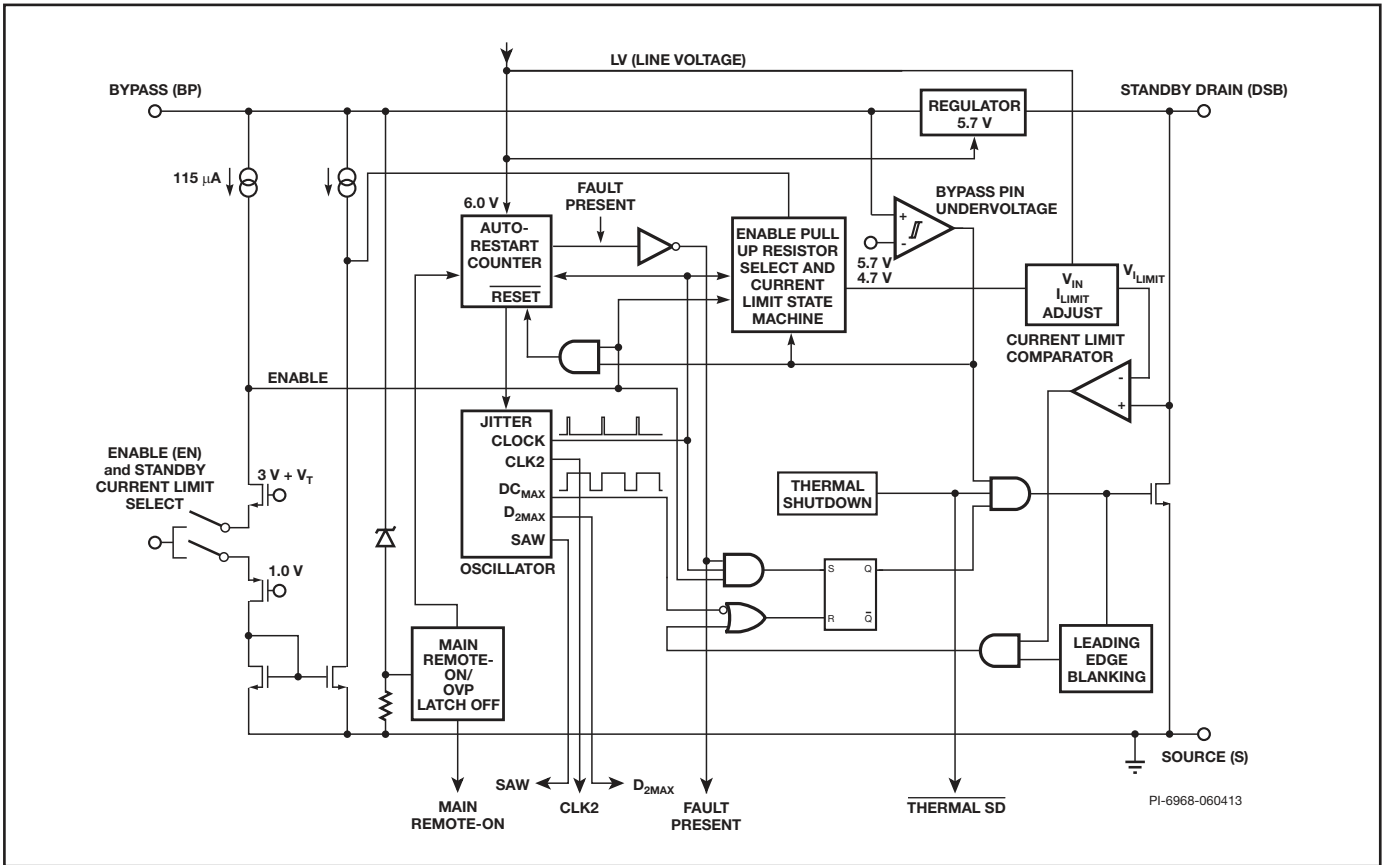 LV (LINE VOLTAGE)
BYPASS (BP)
STANDBY DRAIN (DSB)
REGULATOR
5.7 V
115 μA
6.0 V
FAULT
PRESENT
BYPASS PIN
UNDERVOLTAGE
AUTO-
RESTART
COUNTER
RESET
ENABLE PULL
UP RESISTOR
SELECT AND
CURRENT
LIMIT STATE
MACHINE
+
-
5.7 V
4.7 V
VIN
ILIMIT
ADJUST
VILIMIT
CURRENT LIMIT
COMPARATOR
-
+
ENABLE
JITTER
CLOCK
CLK2
DCMAX
D2MAX
SAW
OSCILLATOR
ENABLE (EN)
and STANDBY
CURRENT LIMIT
SELECT
3 V + VT
1.0 V
THERMAL
SHUTDOWN
S
Q
R
Q̅
MAIN
REMOTE-
ON/
OVP
LATCH OFF
LEADING
EDGE
BLANKING
SOURCE (S)
SAW
D2MAX
MAIN
REMOTE-ON
CLK2
FAULT
PRESENT
THERMAL SD
PI-6968-060413